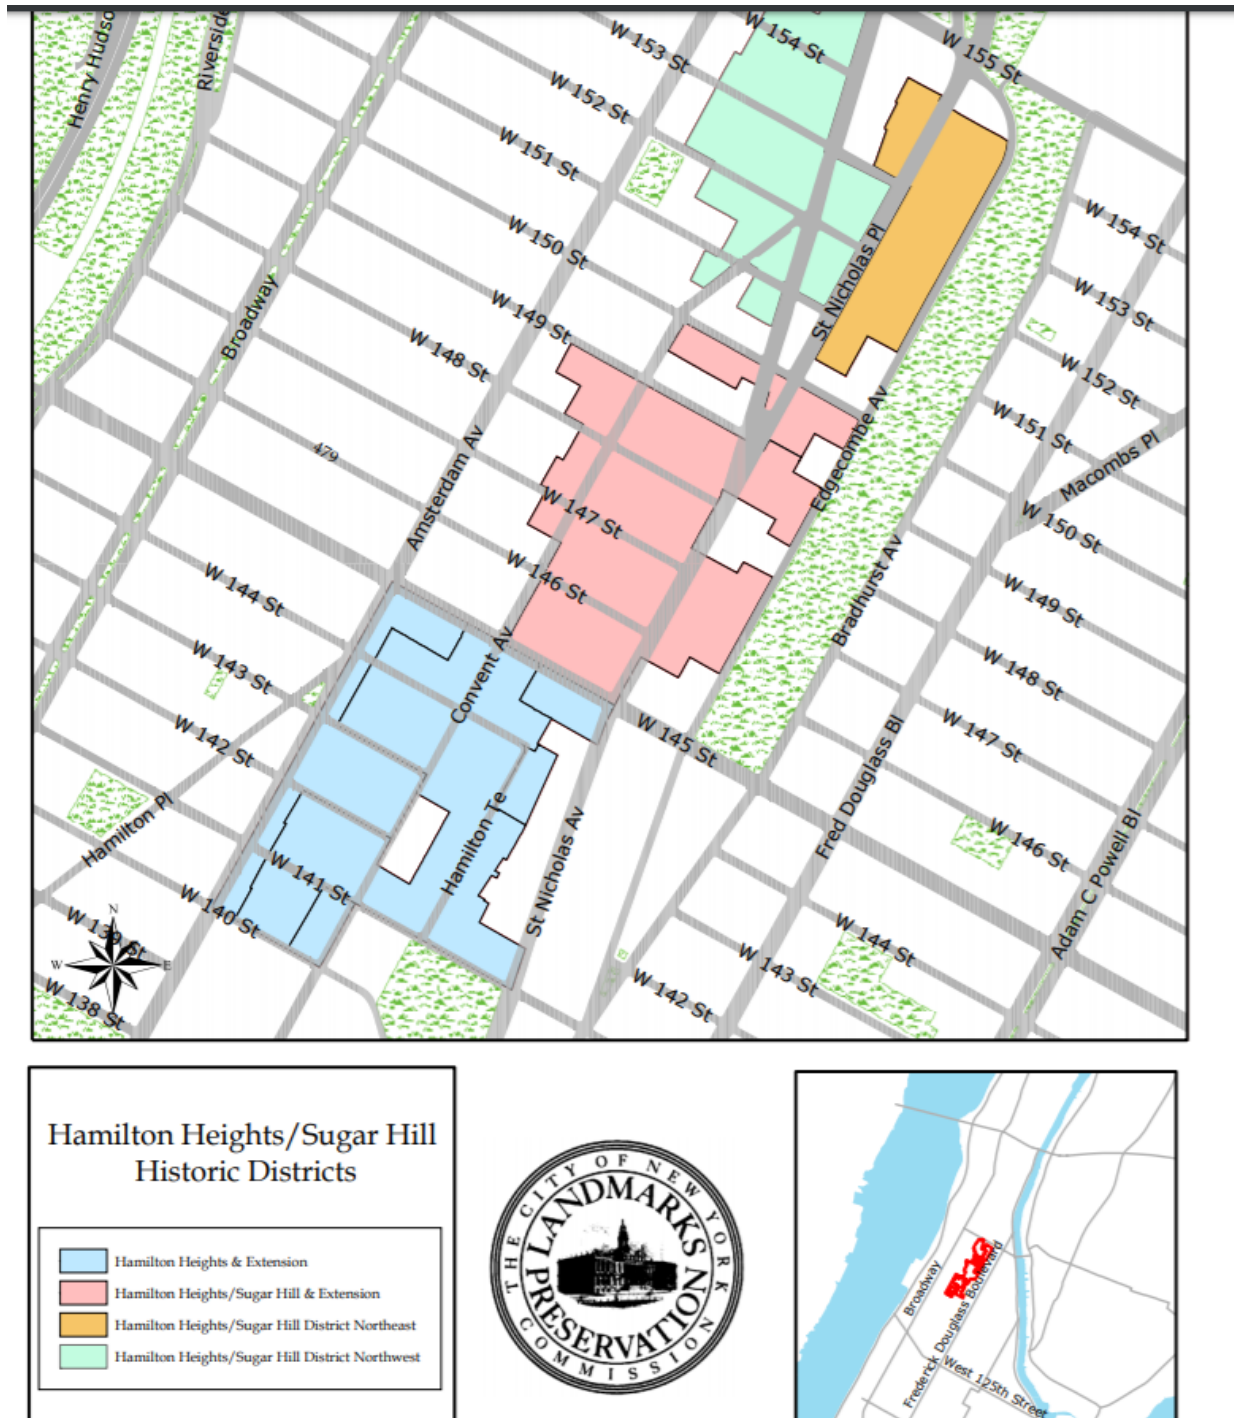 Henry Hudso
Riverside
W 153 St
W 154 St
W 155 St
W 152 St
W 151 St
W 150 St
W 149 St
W 148 St
Broadway
479
Amsterdam Av
St Nicholas Pl
Edgecombe Av
W 154 St
W 153 St
W 152 St
W 151 St
Macombs Pl
W 150 St
W 149 St
W 148 St
W 147 St
W 146 St
Bradhurst Av
W 147 St
W 146 St
W 144 St
W 143 St
W 142 St
Convent Av
W 145 St
Fred Douglass Bl
Adam C Powell Bl
Hamilton Pl
Hamilton Te
St Nicholas Av
W 141 St
W 140 St
W 139 St
W 138 St
W 144 St
W 143 St
W 142 St
N
W
E
Hamilton Heights/Sugar Hill
Historic Districts
Hamilton Heights & Extension
Hamilton Heights/Sugar Hill & Extension
Hamilton Heights/Sugar Hill District Northeast
Hamilton Heights/Sugar Hill District Northwest
THE CITY OF NEW YORK
LANDMARKS
PRESERVATION
COMMISSION
Broadway
Frederick Douglass Boulevard
West 125th Street